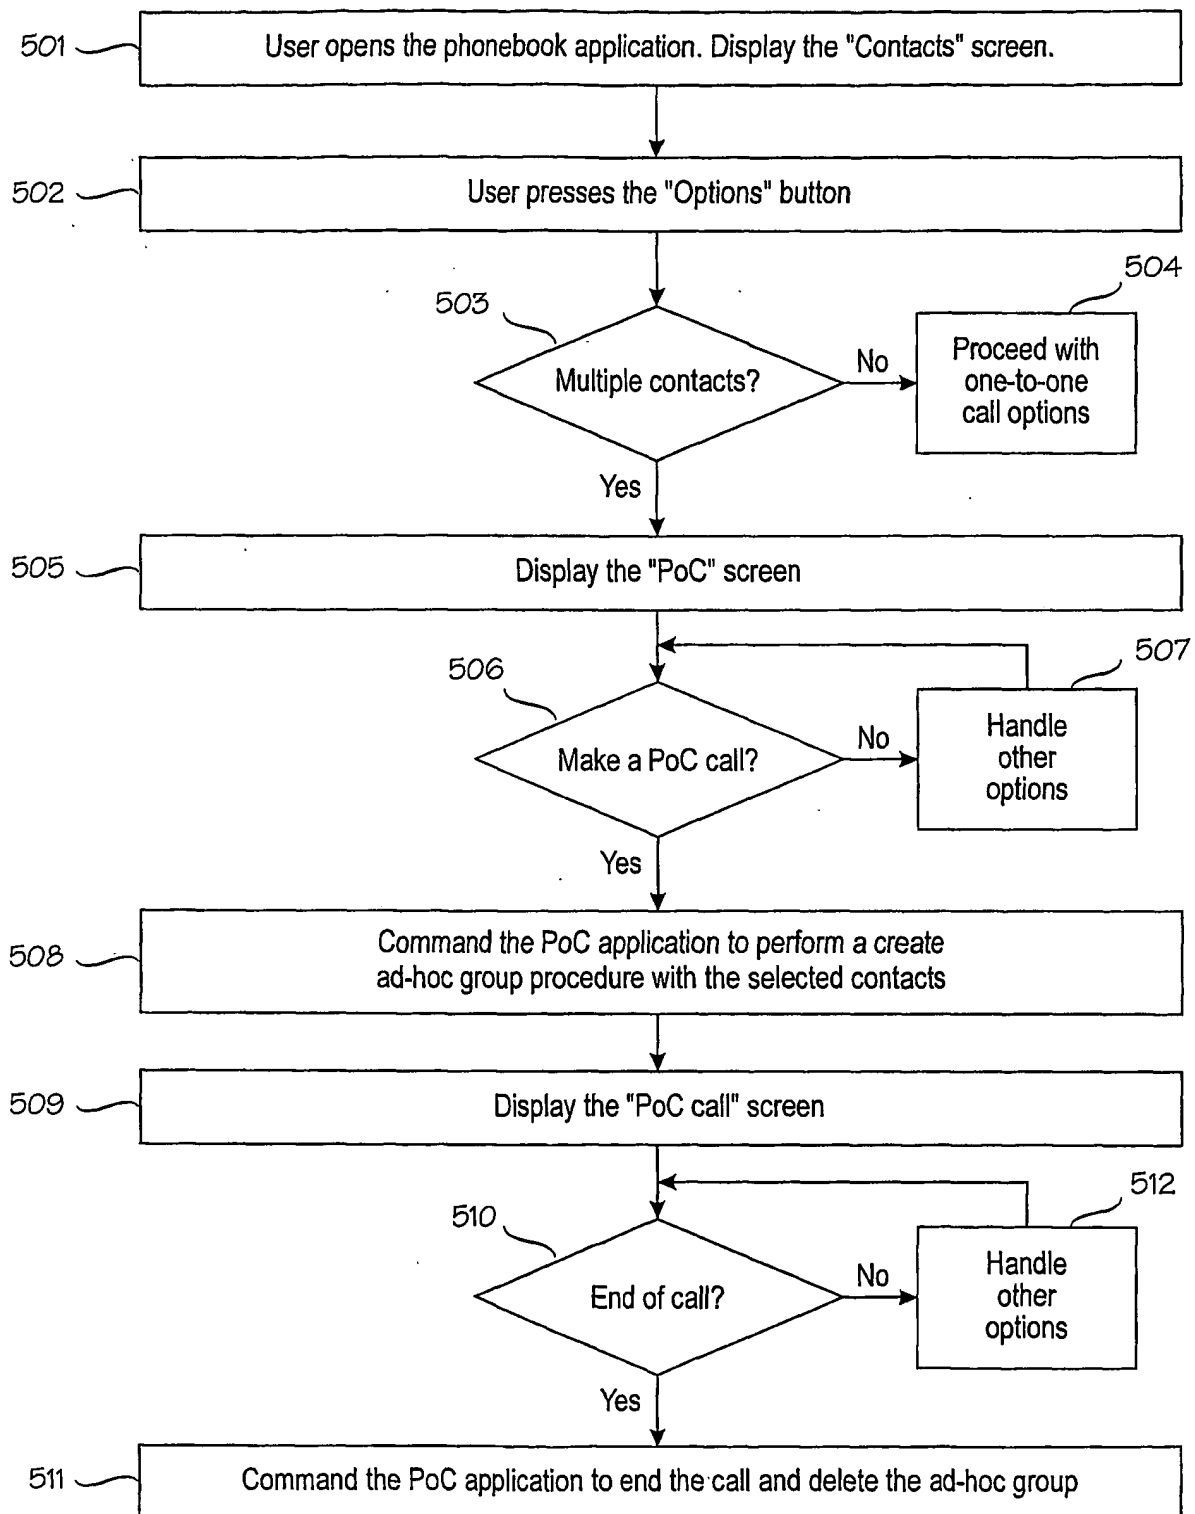 501
User opens the phonebook application. Display the "Contacts" screen.
502
User presses the "Options" button
503
Multiple contacts?
No
504
Proceed with
one-to-one
call options
Yes
505
Display the "PoC" screen
506
Make a PoC call?
No
507
Handle
other
options
Yes
508
Command the PoC application to perform a create
ad-hoc group procedure with the selected contacts
509
Display the "PoC call" screen
510
End of call?
No
512
Handle
other
options
Yes
511
Command the PoC application to end the call and delete the ad-hoc group